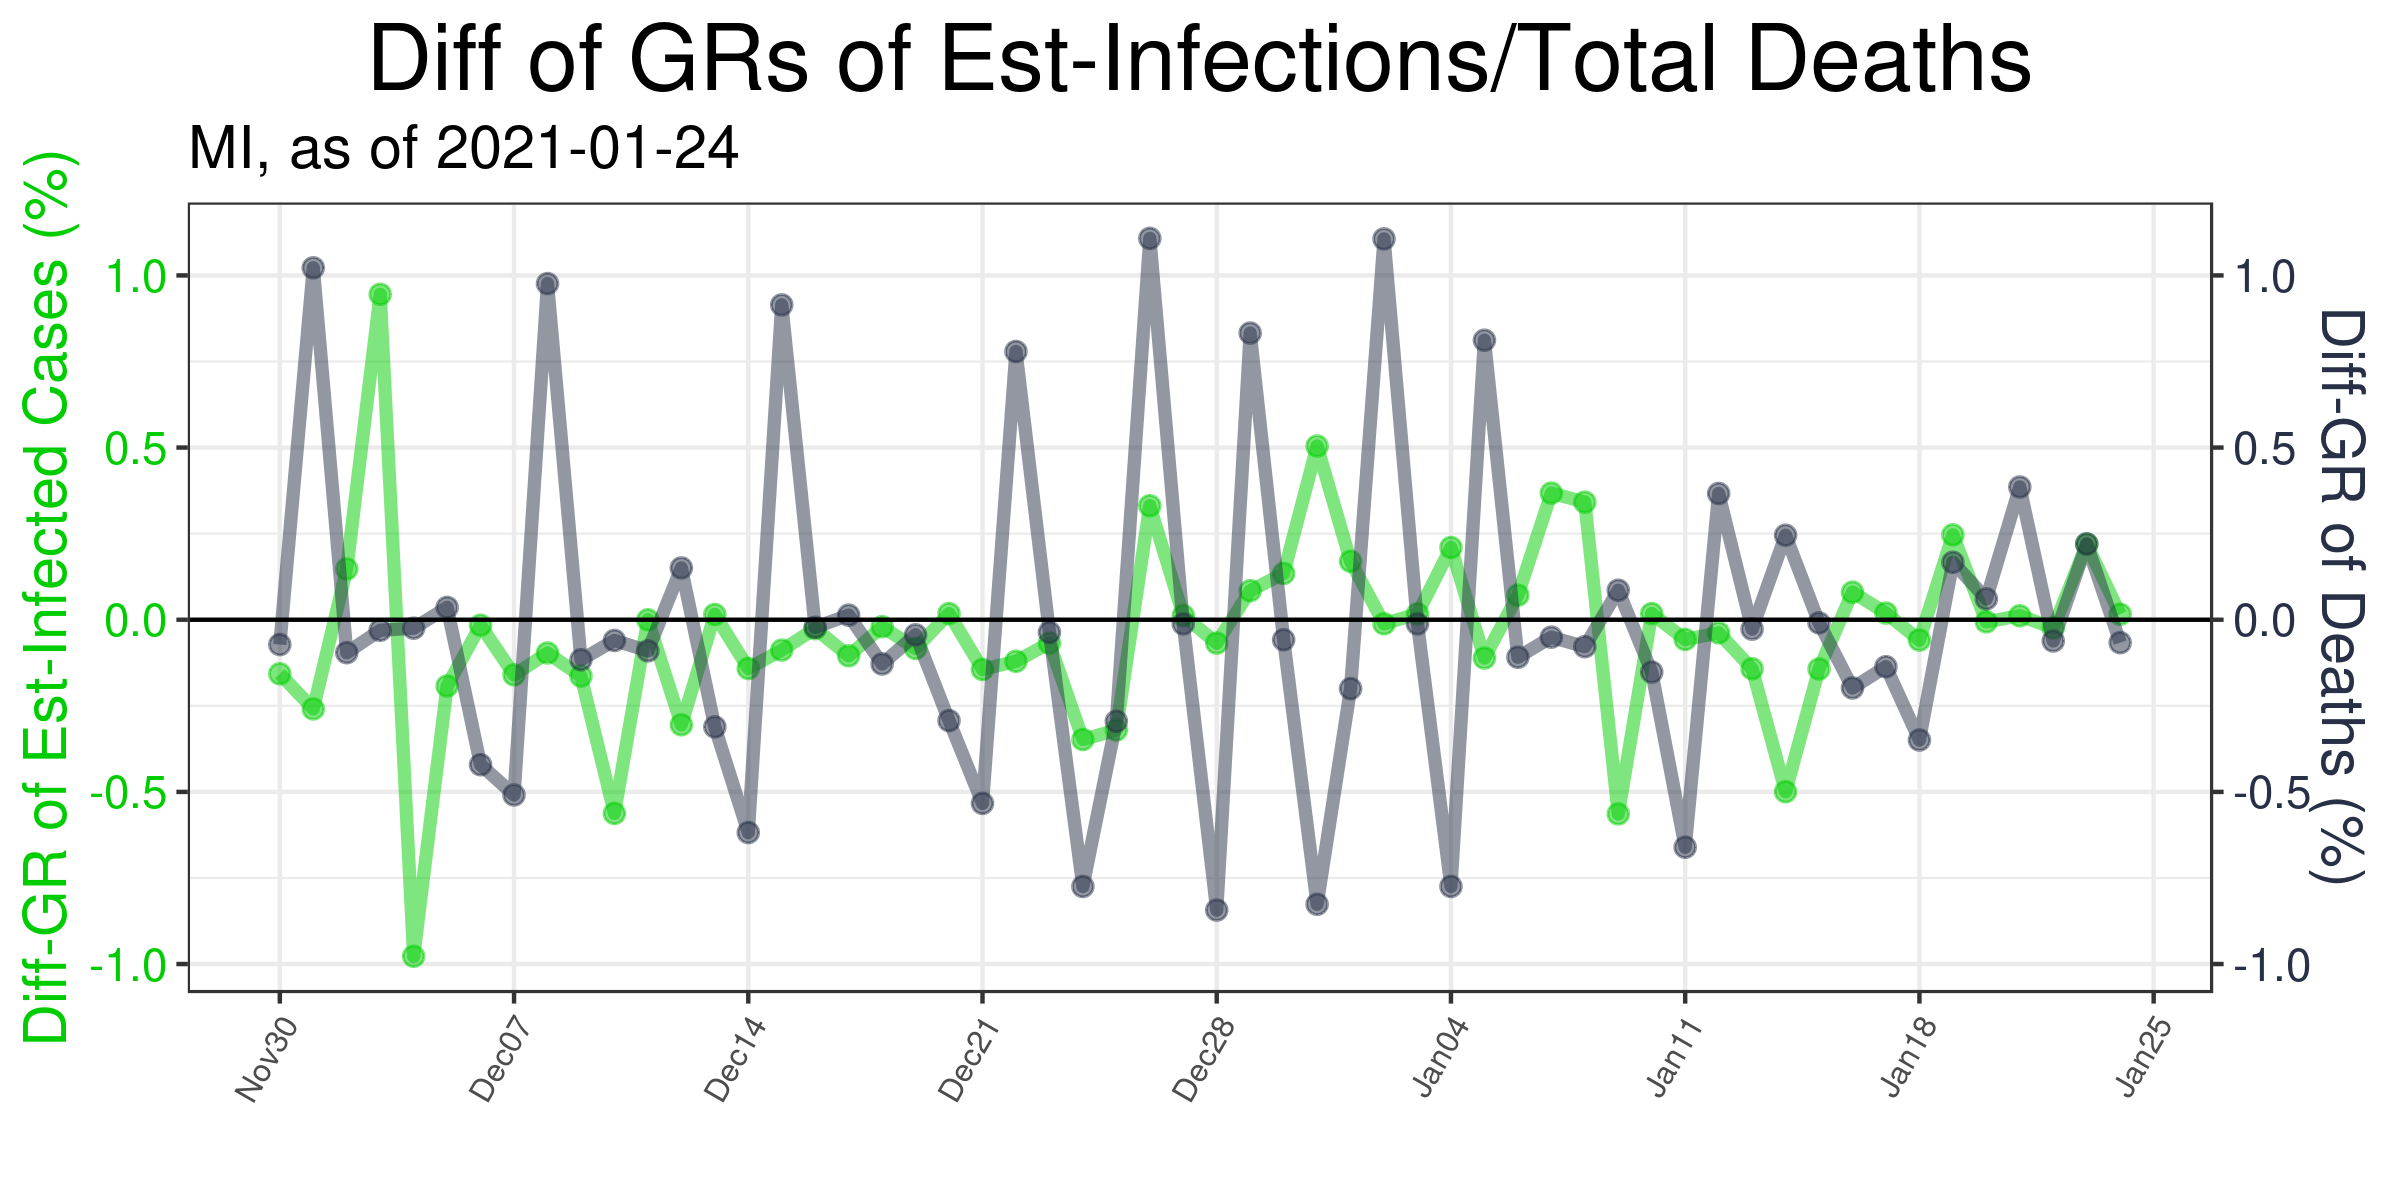 Diff of GRs of Est-Infections/Total Deaths
MI, as of 2021-01-24
Diff-GR of Est-Infected Cases (%)
1.0
0.5
0.0
-0.5
-1.0
1.0
0.5
0.0
-0.5
-1.0
Diff-GR of Deaths (%)
Nov30
Dec07
Dec14
Dec21
Dec28
Jan04
Jan11
Jan18
Jan25